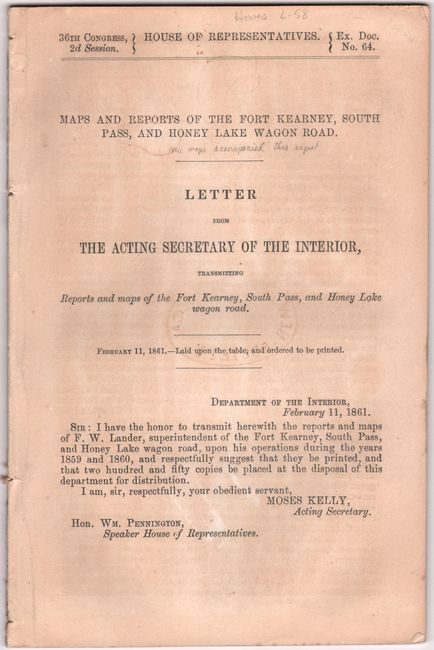 Howes L-58
36TH CONGRESS, } HOUSE OF REPRESENTATIVES. { Ex. Doc.
2d Session. } { No. 64.
MAPS AND REPORTS OF THE FORT KEARNEY, SOUTH
PASS, AND HONEY LAKE WAGON ROAD.
no maps accompanied this report
LETTER
FROM
THE ACTING SECRETARY OF THE INTERIOR,
TRANSMITTING
Reports and maps of the Fort Kearney, South Pass, and Honey Lake
wagon road.
FEBRUARY 11, 1861.—Laid upon the table, and ordered to be printed.
DEPARTMENT OF THE INTERIOR,
February 11, 1861.
SIR: I have the honor to transmit herewith the reports and maps
of F. W. Lander, superintendent of the Fort Kearney, South Pass,
and Honey Lake wagon road, upon his operations during the years
1859 and 1860, and respectfully suggest that they be printed, and
that two hundred and fifty copies be placed at the disposal of this
department for distribution.
I am, sir, respectfully, your obedient servant,
MOSES KELLY,
Acting Secretary.
Hon. WM. PENNINGTON,
Speaker House of Representatives.